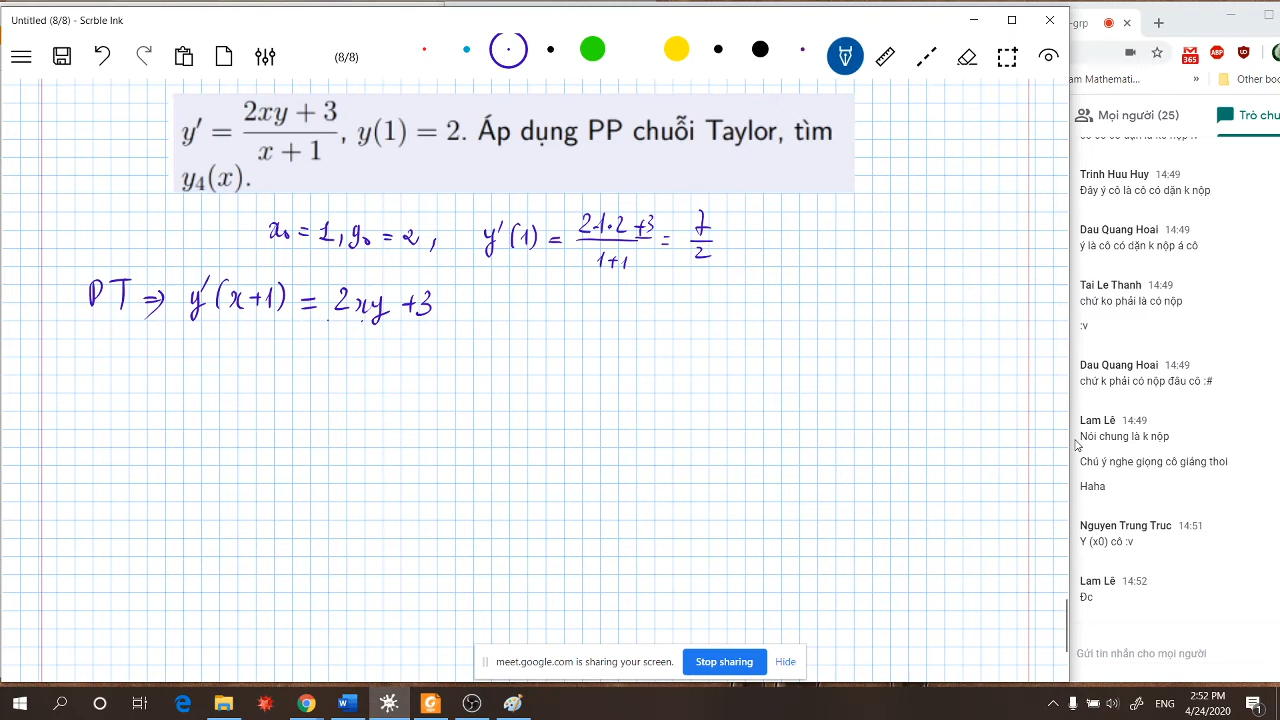 Untitled (8/8) - Scrble Ink
(8/8)
y′ = (2xy + 3)/(x + 1), y(1) = 2. Áp dụng PP chuỗi Taylor, tìm
y₄(x).
x₀ = 1, y₀ = 2, y′(1) = (2·1·2 + 3)/(1+1) = 7/2
PT ⇒ y′(x+1) = 2xy + 3
meet.google.com is sharing your screen. Stop sharing Hide
-grp
365
ABP
am Mathemati... » Other boo
Mọi người (25) Trò chu
Trinh Huu Huy 14:49
Đây ý cô là cô có dặn k nộp
Dau Quang Hoai 14:49
ý là cô có dặn k nộp á cô
Tai Le Thanh 14:49
chứ kq phải là có nộp
:v
Dau Quang Hoai 14:49
chứ k phải có nộp đâu cô :#
Lam Lê 14:49
Nói chung là k nộp
Chú ý nghe giọng cô giảng thoi
Haha
Nguyen Trung Truc 14:51
Y (x0) cô :v
Lam Lê 14:52
Đc
Gửi tin nhắn cho mọi người
ENG
2:52 PM
4/24/2020